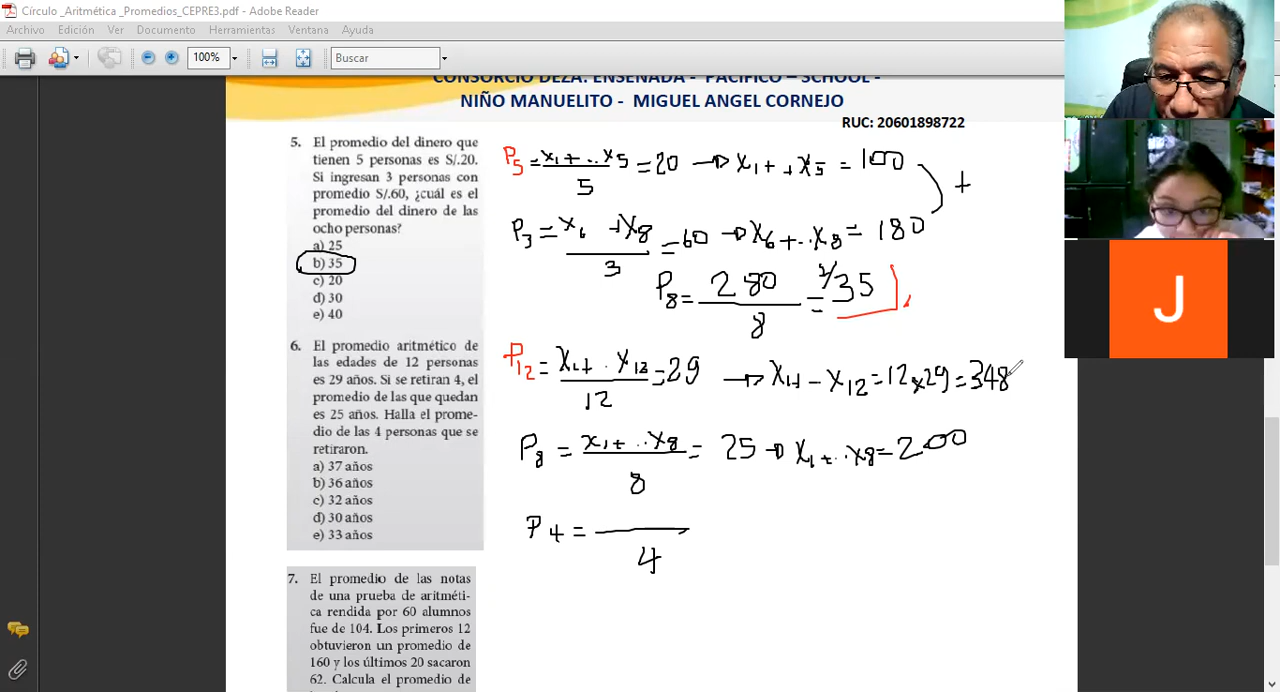 Círculo _Aritmética _Promedios_CEPRE3.pdf - Adobe Reader
Archivo Edición Ver Documento Herramientas Ventana Ayuda
100% Buscar
CONSORCIO DEZA: ENSENADA - PACIFICO – SCHOOL -
NIÑO MANUELITO - MIGUEL ANGEL CORNEJO
RUC: 20601898722
5. El promedio del dinero que
tienen 5 personas es S/.20.
Si ingresan 3 personas con
promedio S/.60, ¿cuál es el
promedio del dinero de las
ocho personas?
a) 25
b) 35
c) 20
d) 30
e) 40
6. El promedio aritmético de
las edades de 12 personas
es 29 años. Si se retiran 4, el
promedio de las que quedan
es 25 años. Halla el prome-
dio de las 4 personas que se
retiraron.
a) 37 años
b) 36 años
c) 32 años
d) 30 años
e) 33 años
7. El promedio de las notas
de una prueba de aritméti-
ca rendida por 60 alumnos
fue de 104. Los primeros 12
obtuvieron un promedio de
160 y los últimos 20 sacaron
62. Calcula el promedio de
P5 = x1+ ..x5 / 5 = 20 → x1+ +x5 = 100
+
P3 = x6 +x8 / 3 = 60 → x6+..x8 = 180
P8 = 280 / 8 = S/35
P12 = x1+ . x12 / 12 = 29 → x1+ - x12 = 12x29 = 348
P8 = x1+ ..x8 / 8 = 25 → x1+..x8 = 200
P4 = / 4
J